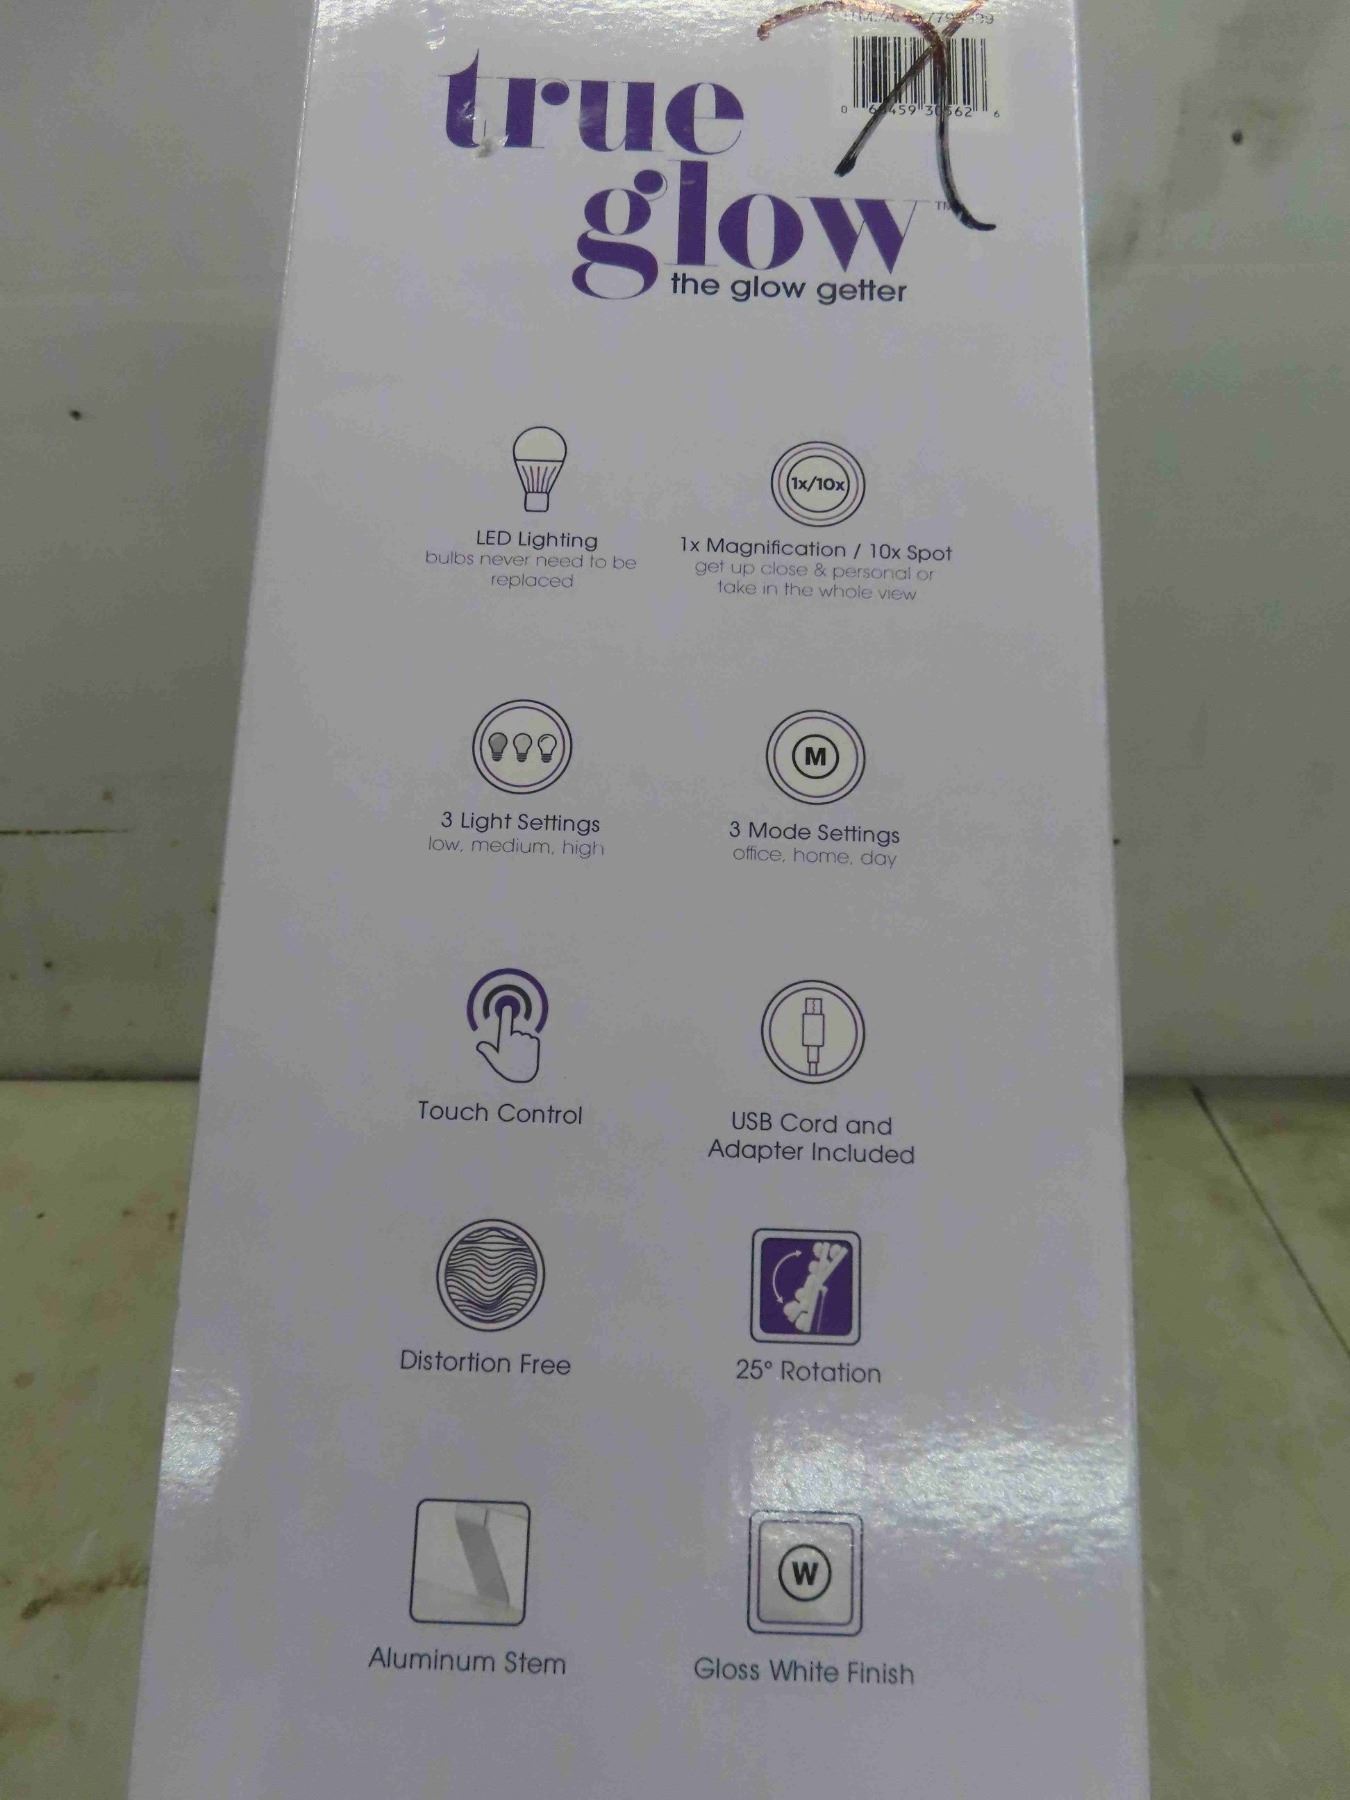 true
glow™
the glow getter
LED Lighting
bulbs never need to be
replaced
1x/10x
1x Magnification / 10x Spot
get up close & personal or
take in the whole view
3 Light Settings
low, medium, high
M
3 Mode Settings
office, home, day
Touch Control
USB Cord and
Adapter Included
Distortion Free
25° Rotation
Aluminum Stem
W
Gloss White Finish